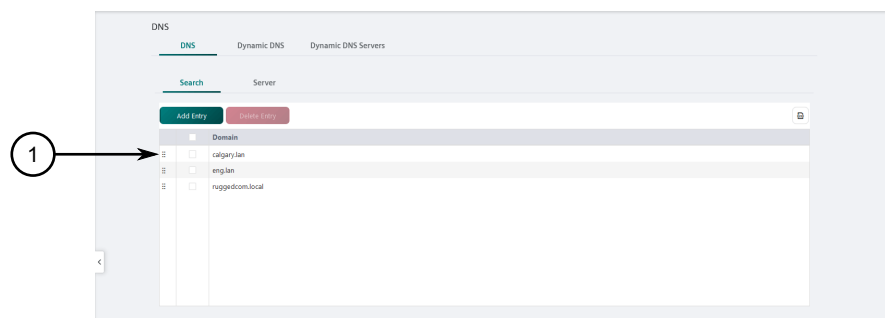 DNS
DNS Dynamic DNS Dynamic DNS Servers
Search Server
Add Entry Delete Entry
Domain
1
calgary.lan
eng.lan
ruggedcom.local